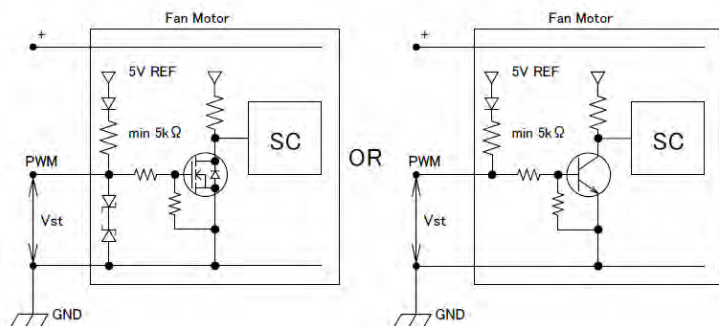 Fan Motor
+
5V REF
min 5kΩ
SC
PWM
Vst
GND
OR
Fan Motor
+
5V REF
min 5kΩ
SC
PWM
Vst
GND